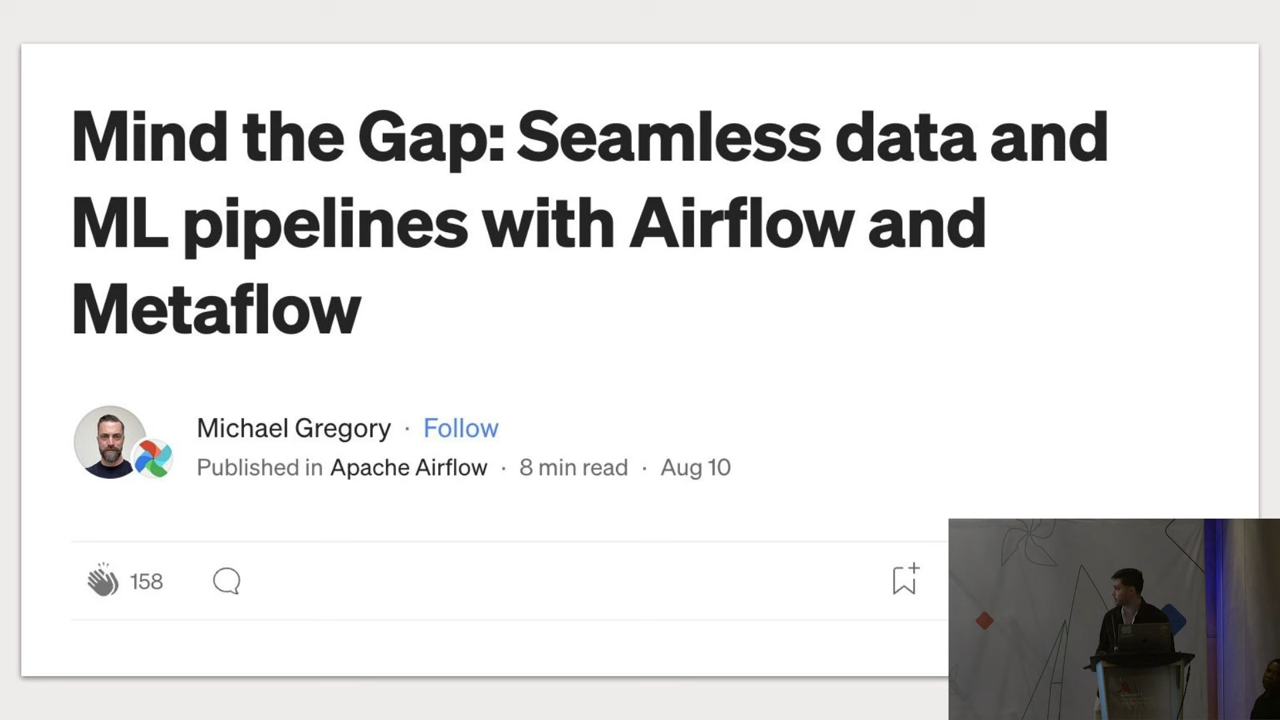 Mind the Gap: Seamless data and
ML pipelines with Airflow and
Metaflow
Michael Gregory · Follow
Published in Apache Airflow · 8 min read · Aug 10
158